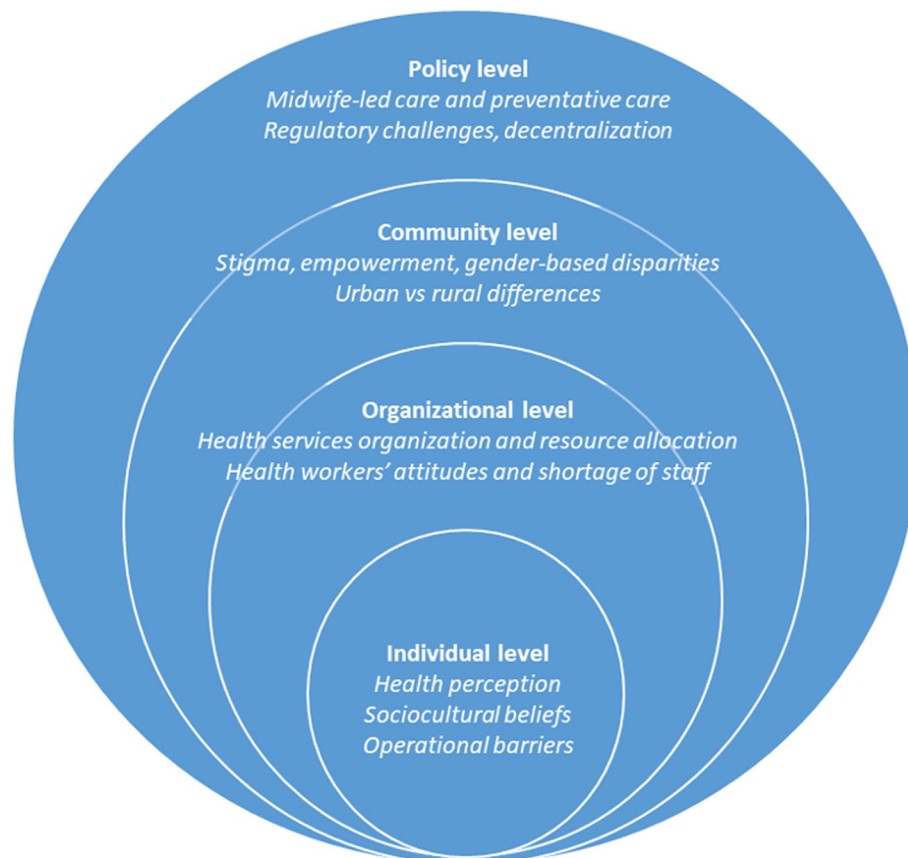 Policy level
Midwife-led care and preventative care
Regulatory challenges, decentralization
Community level
Stigma, empowerment, gender-based disparities
Urban vs rural differences
Organizational level
Health services organization and resource allocation
Health workers’ attitudes and shortage of staff
Individual level
Health perception
Sociocultural beliefs
Operational barriers